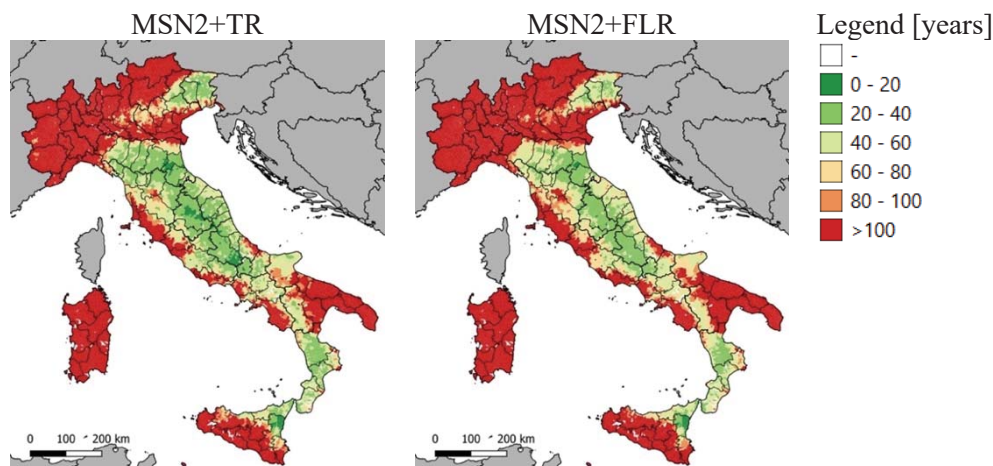 MSN2+TR
MSN2+FLR
Legend [years]
-
0 - 20
20 - 40
40 - 60
60 - 80
80 - 100
>100
0 100 200 km
0 100 200 km